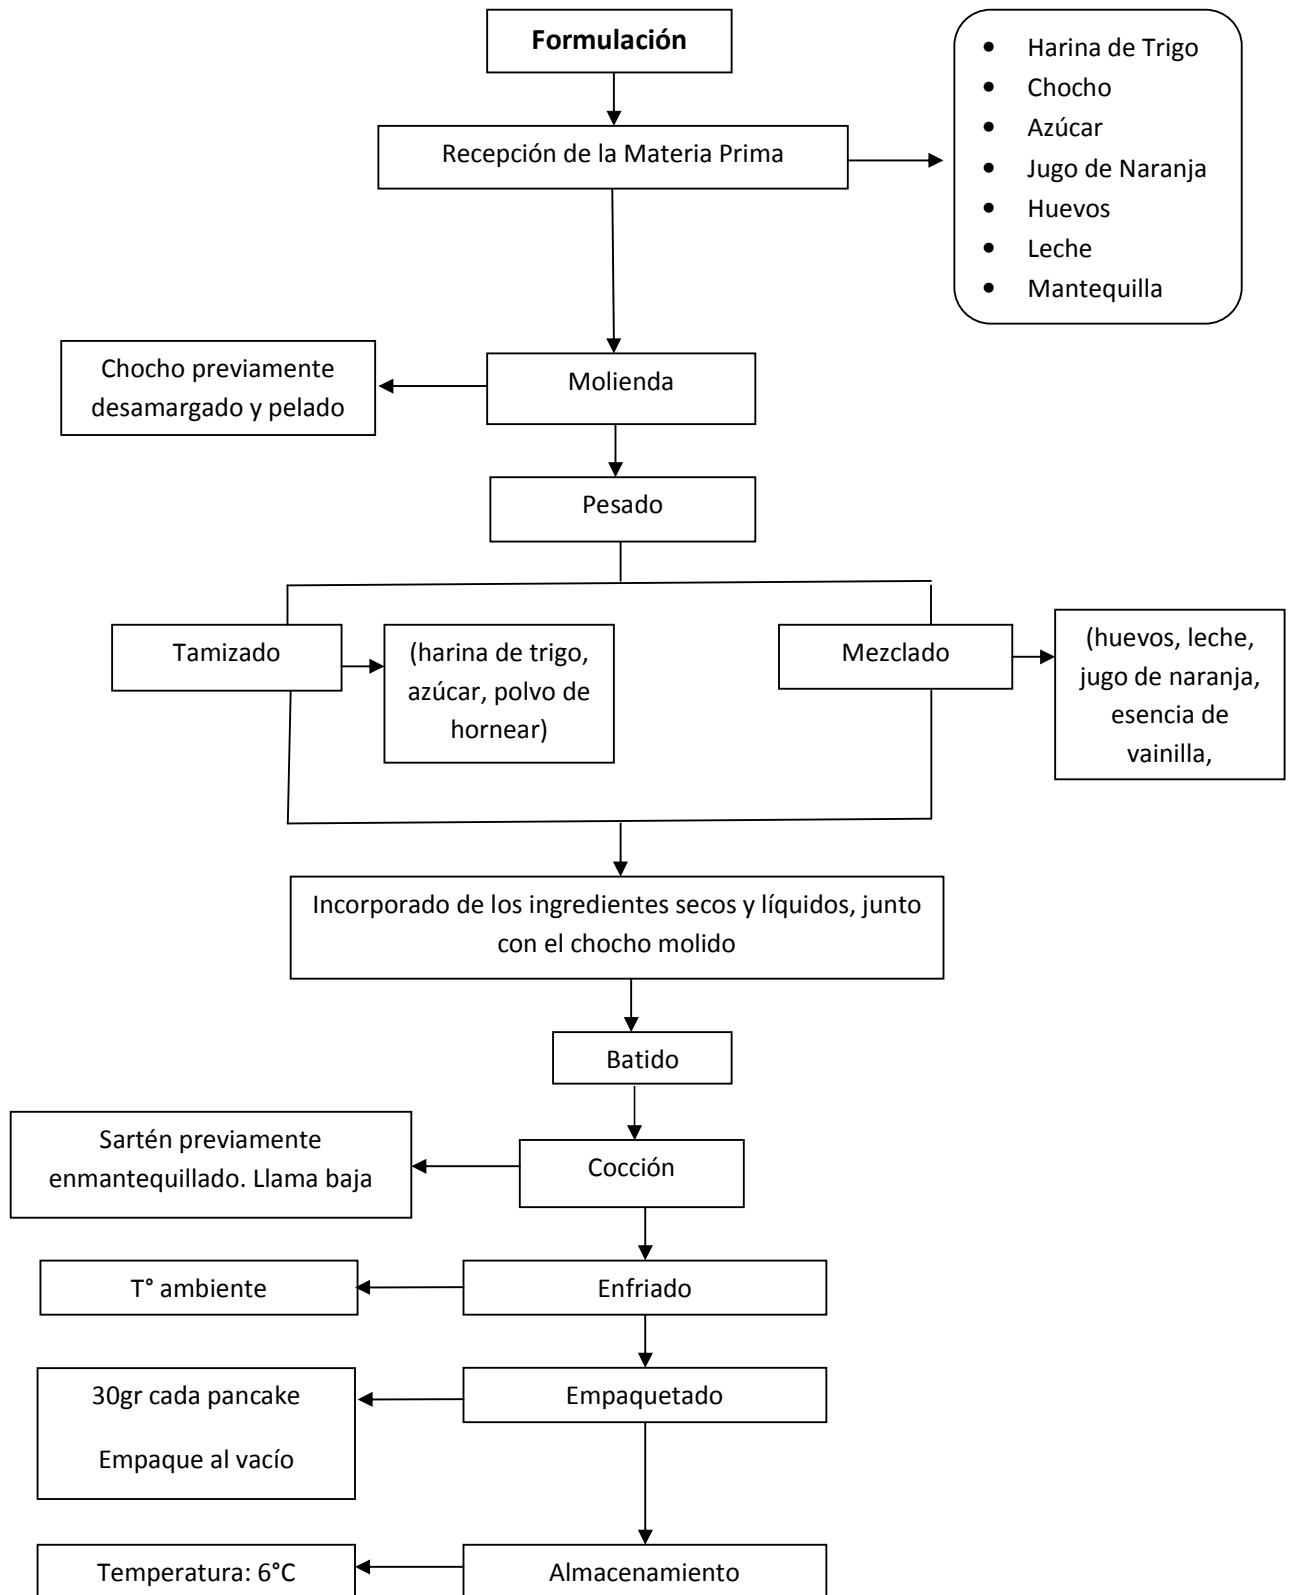 Formulación
Recepción de la Materia Prima
• Harina de Trigo
• Chocho
• Azúcar
• Jugo de Naranja
• Huevos
• Leche
• Mantequilla
Chocho previamente
desamargado y pelado
Molienda
Pesado
Tamizado
(harina de trigo,
azúcar, polvo de
hornear)
Mezclado
(huevos, leche,
jugo de naranja,
esencia de
vainilla,
Incorporado de los ingredientes secos y líquidos, junto
con el chocho molido
Batido
Sartén previamente
enmantequillado. Llama baja
Cocción
T° ambiente
Enfriado
30gr cada pancake
Empaque al vacío
Empaquetado
Temperatura: 6°C
Almacenamiento